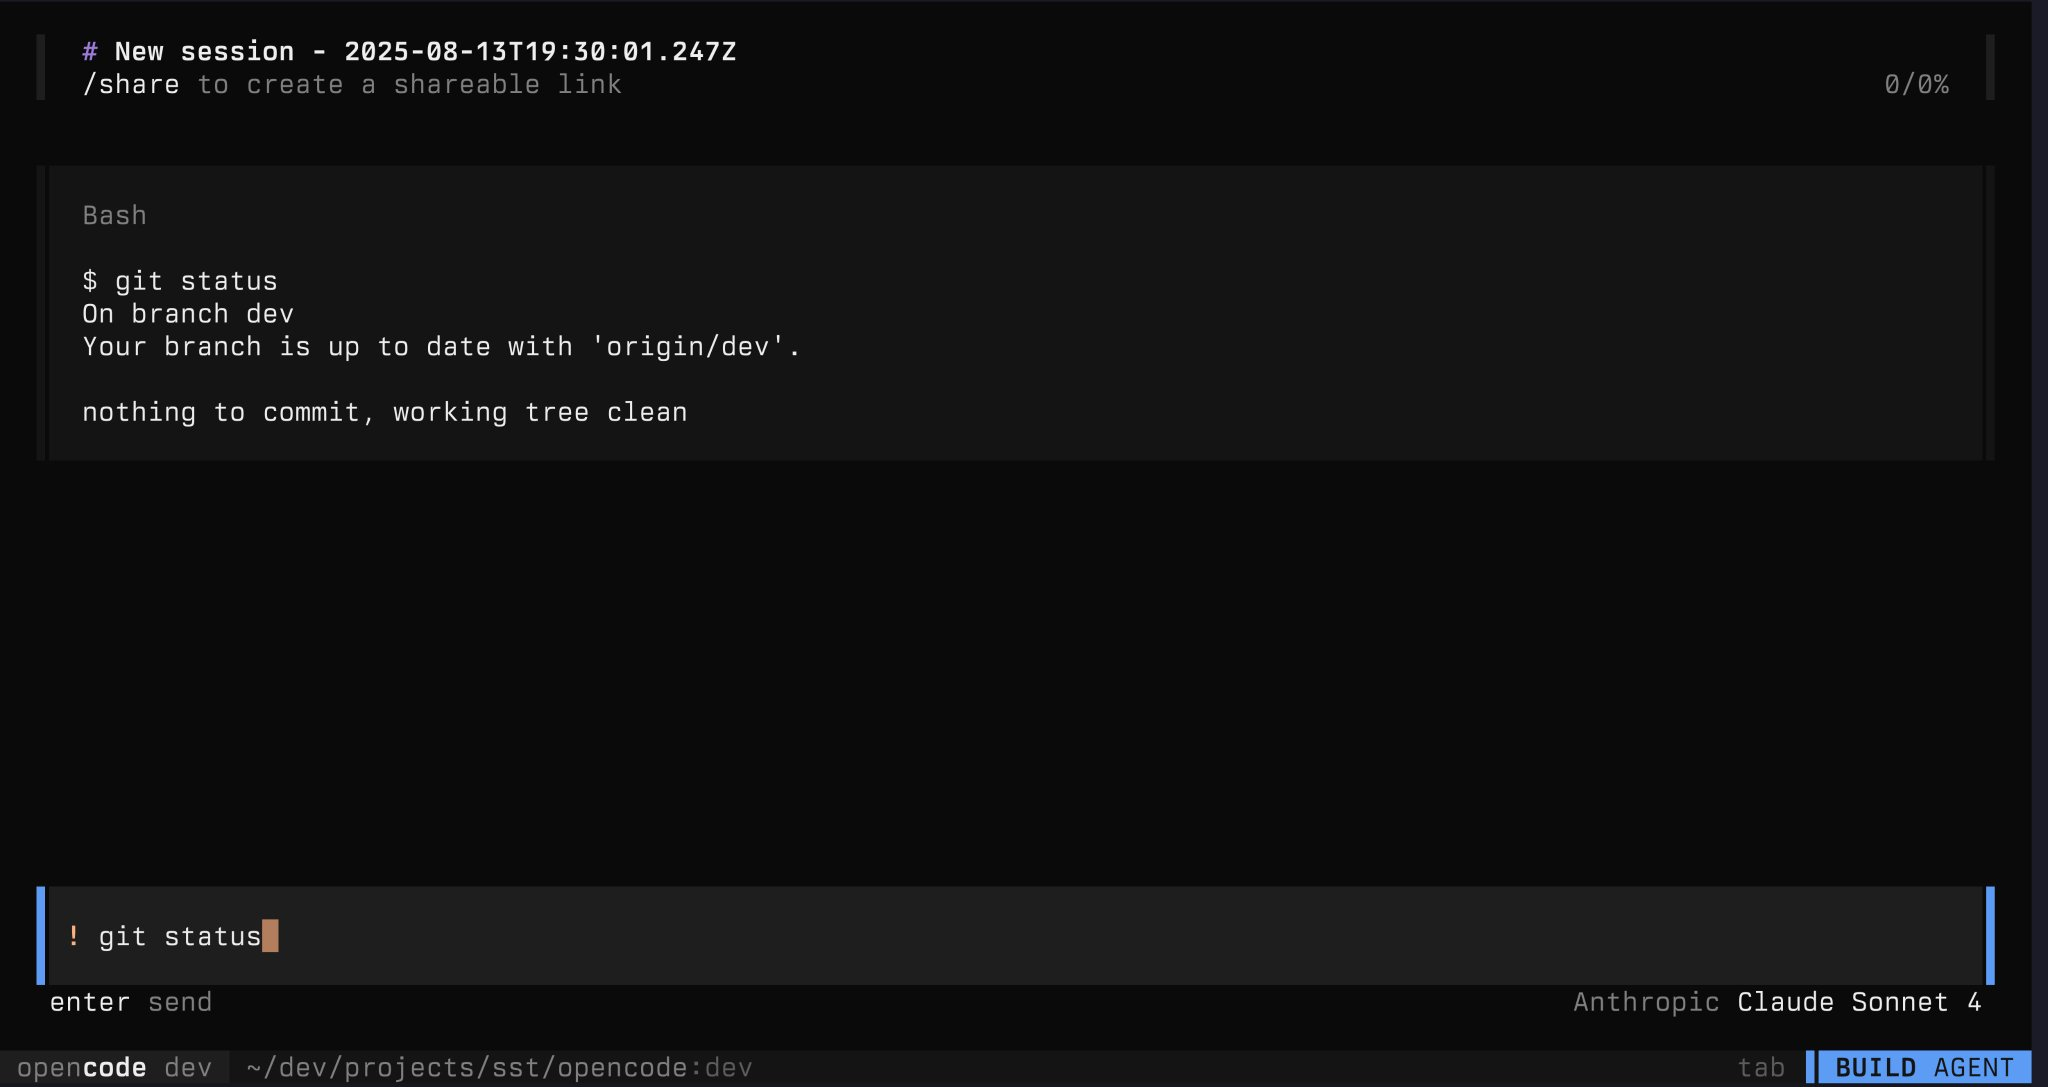 # New session - 2025-08-13T19:30:01.247Z
/share to create a shareable link 0/0%
Bash
$ git status
On branch dev
Your branch is up to date with 'origin/dev'.
nothing to commit, working tree clean
! git status
enter send Anthropic Claude Sonnet 4
opencode dev ~/dev/projects/sst/opencode:dev tab BUILD AGENT